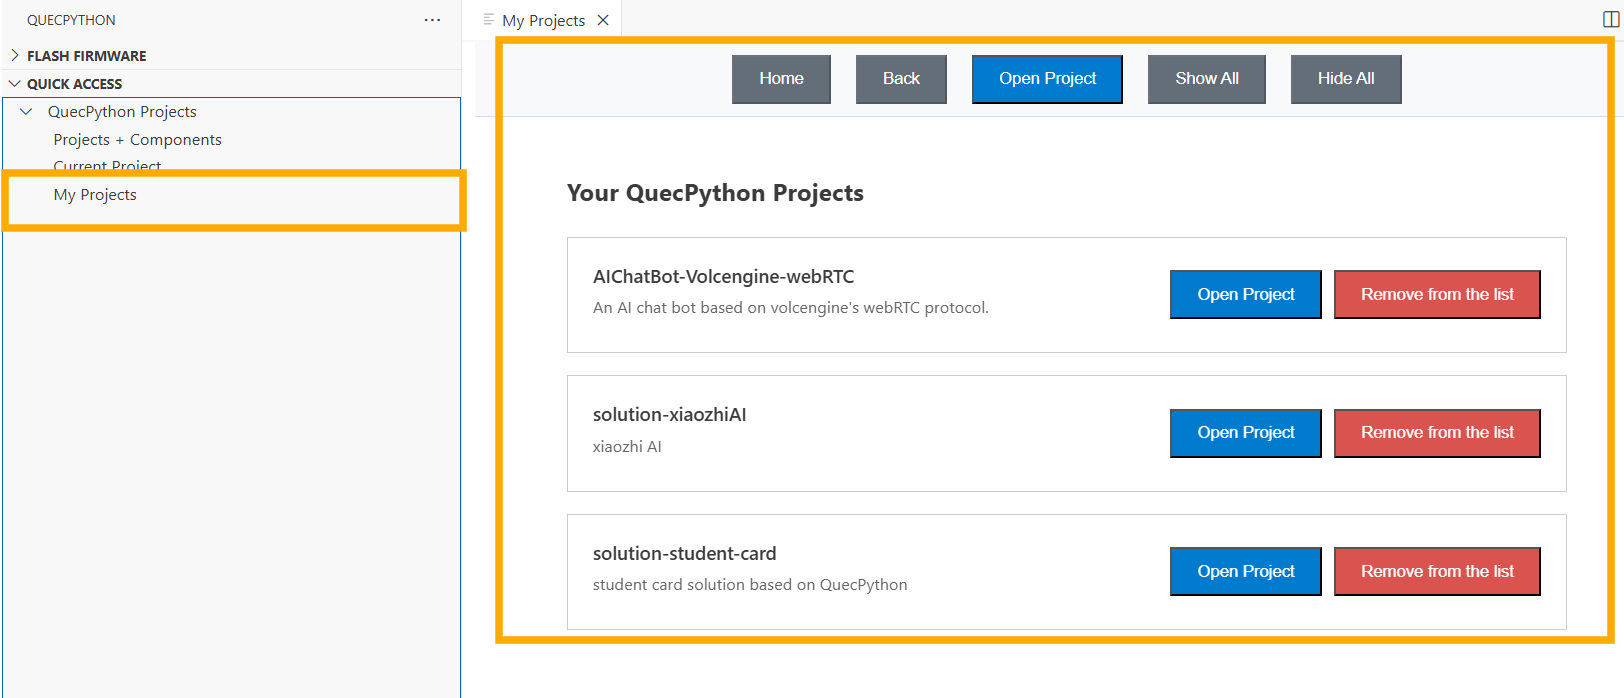 QUECPYTHON
FLASH FIRMWARE
QUICK ACCESS
QuecPython Projects
Projects + Components
Current Project
My Projects
My Projects
Home
Back
Open Project
Show All
Hide All
Your QuecPython Projects
AIChatBot-Volcengine-webRTC
An AI chat bot based on volcengine's webRTC protocol.
Open Project
Remove from the list
solution-xiaozhiAI
xiaozhi AI
Open Project
Remove from the list
solution-student-card
student card solution based on QuecPython
Open Project
Remove from the list